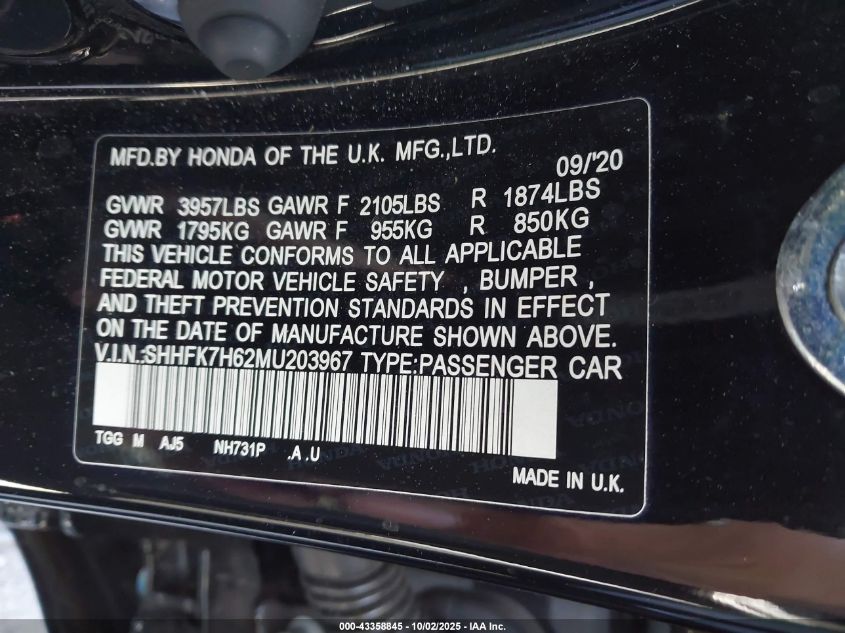 MFD.BY HONDA OF THE U.K. MFG.,LTD.
09/'20
GVWR 3957LBS GAWR F 2105LBS R 1874LBS
GVWR 1795KG GAWR F 955KG R 850KG
THIS VEHICLE CONFORMS TO ALL APPLICABLE
FEDERAL MOTOR VEHICLE SAFETY , BUMPER ,
AND THEFT PREVENTION STANDARDS IN EFFECT
ON THE DATE OF MANUFACTURE SHOWN ABOVE.
V.I.N.:SHHFK7H62MU203967 TYPE:PASSENGER CAR
TGG M AJ5 NH731P .A .U
MADE IN U.K.
000-43358845 - 10/02/2025 - IAA Inc.